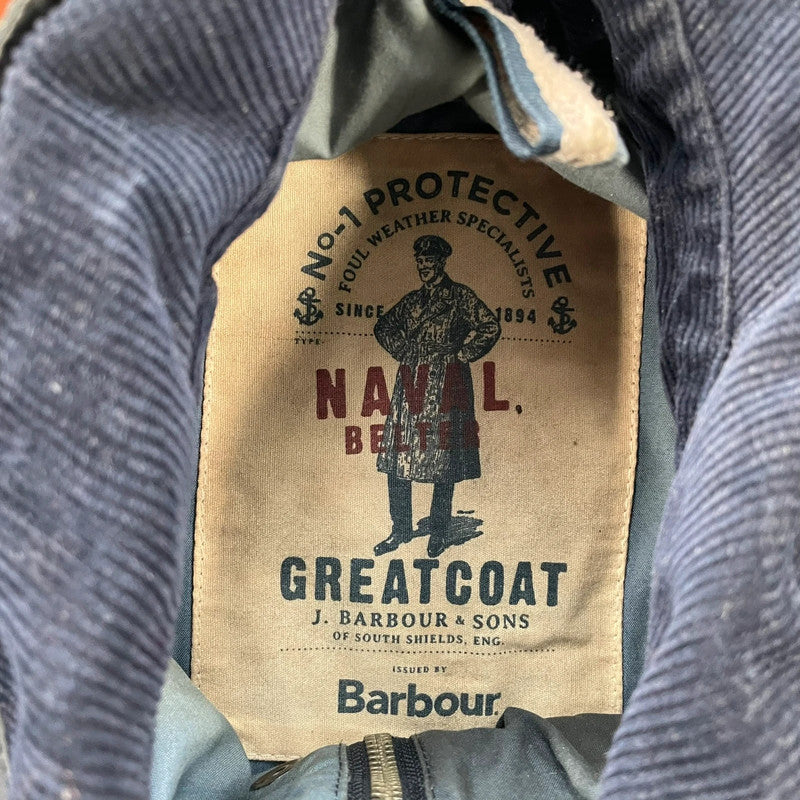 No-1 PROTECTIVE
FOUL WEATHER SPECIALISTS
SINCE 1894
TYPE:
NAVAL,
BELTER
GREATCOAT
J. BARBOUR & SONS
OF SOUTH SHIELDS, ENG.
ISSUED BY
Barbour.